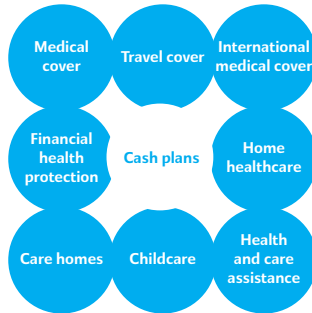 Medical
cover
Travel cover
International
medical cover
Financial
health
protection
Cash plans
Home
healthcare
Care homes
Childcare
Health
and care
assistance